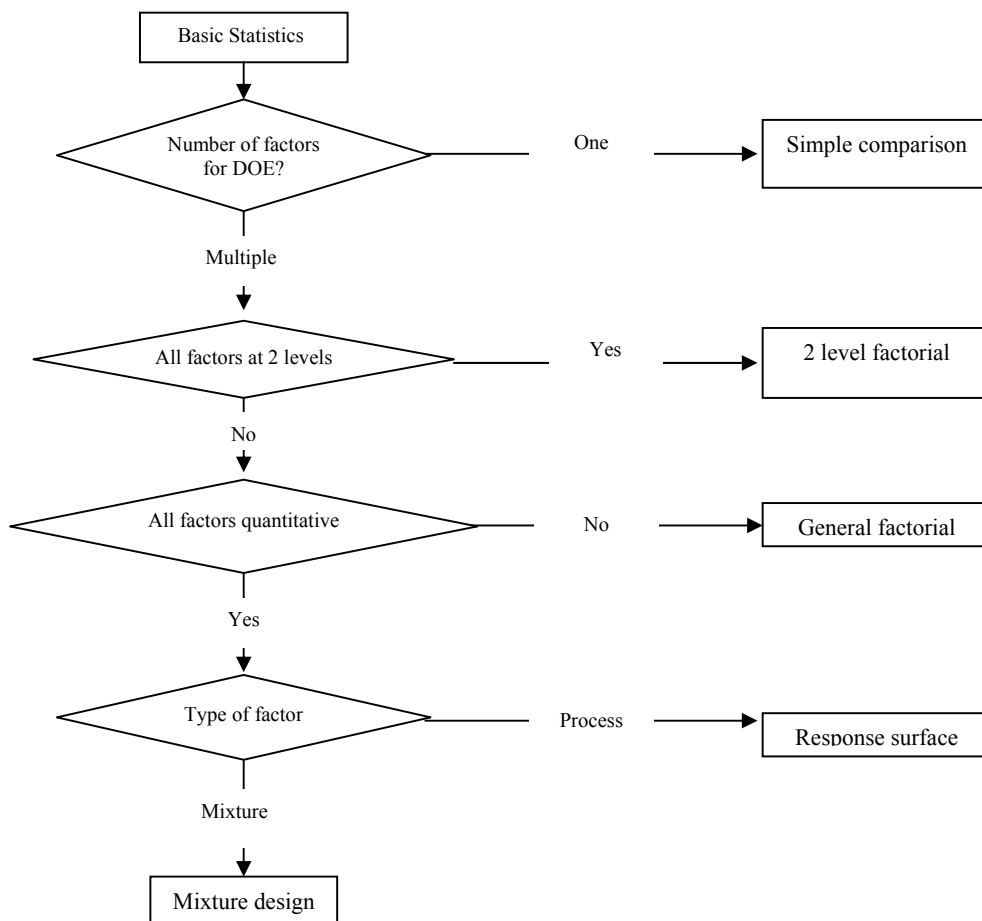 Basic Statistics
Number of factors
for DOE?
One
Simple comparison
Multiple
All factors at 2 levels
Yes
2 level factorial
No
All factors quantitative
No
General factorial
Yes
Type of factor
Process
Response surface
Mixture
Mixture design